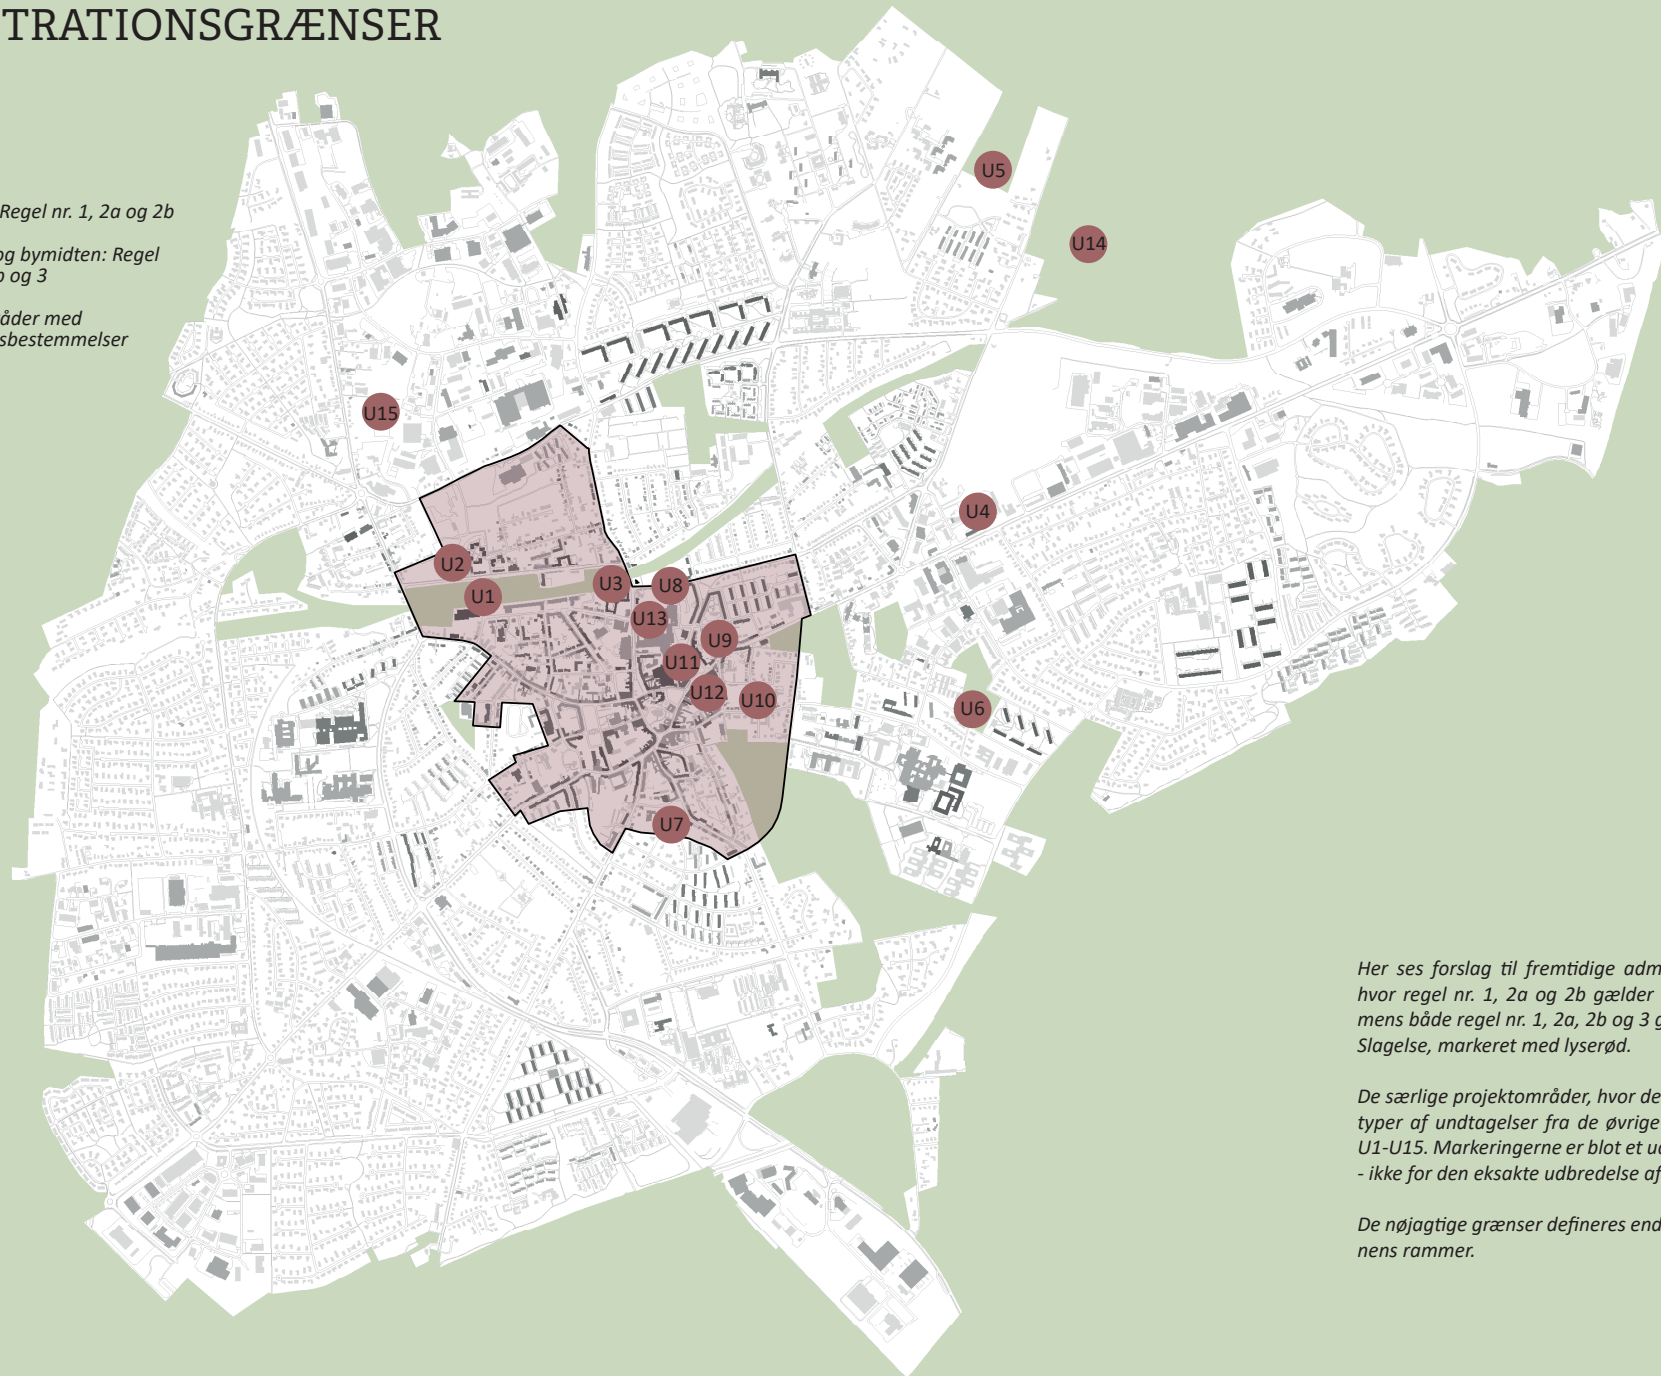 TRATIONSGRÆNSER
Regel nr. 1, 2a og 2b
og bymidten: Regel
og 3
åder med
sbestemmelser
U5
U14
U15
U4
U2
U1
U3
U8
U13
U9
U11
U12
U10
U6
U7
Her ses forslag til fremtidige adm
hvor regel nr. 1, 2a og 2b gælder
mens både regel nr. 1, 2a, 2b og 3 g
Slagelse, markeret med lyserød.
De særlige projektområder, hvor de
typer af undtagelser fra de øvrige
U1-U15. Markeringerne er blot et ud
- ikke for den eksakte udbredelse af
De nøjagtige grænser defineres end
nens rammer.